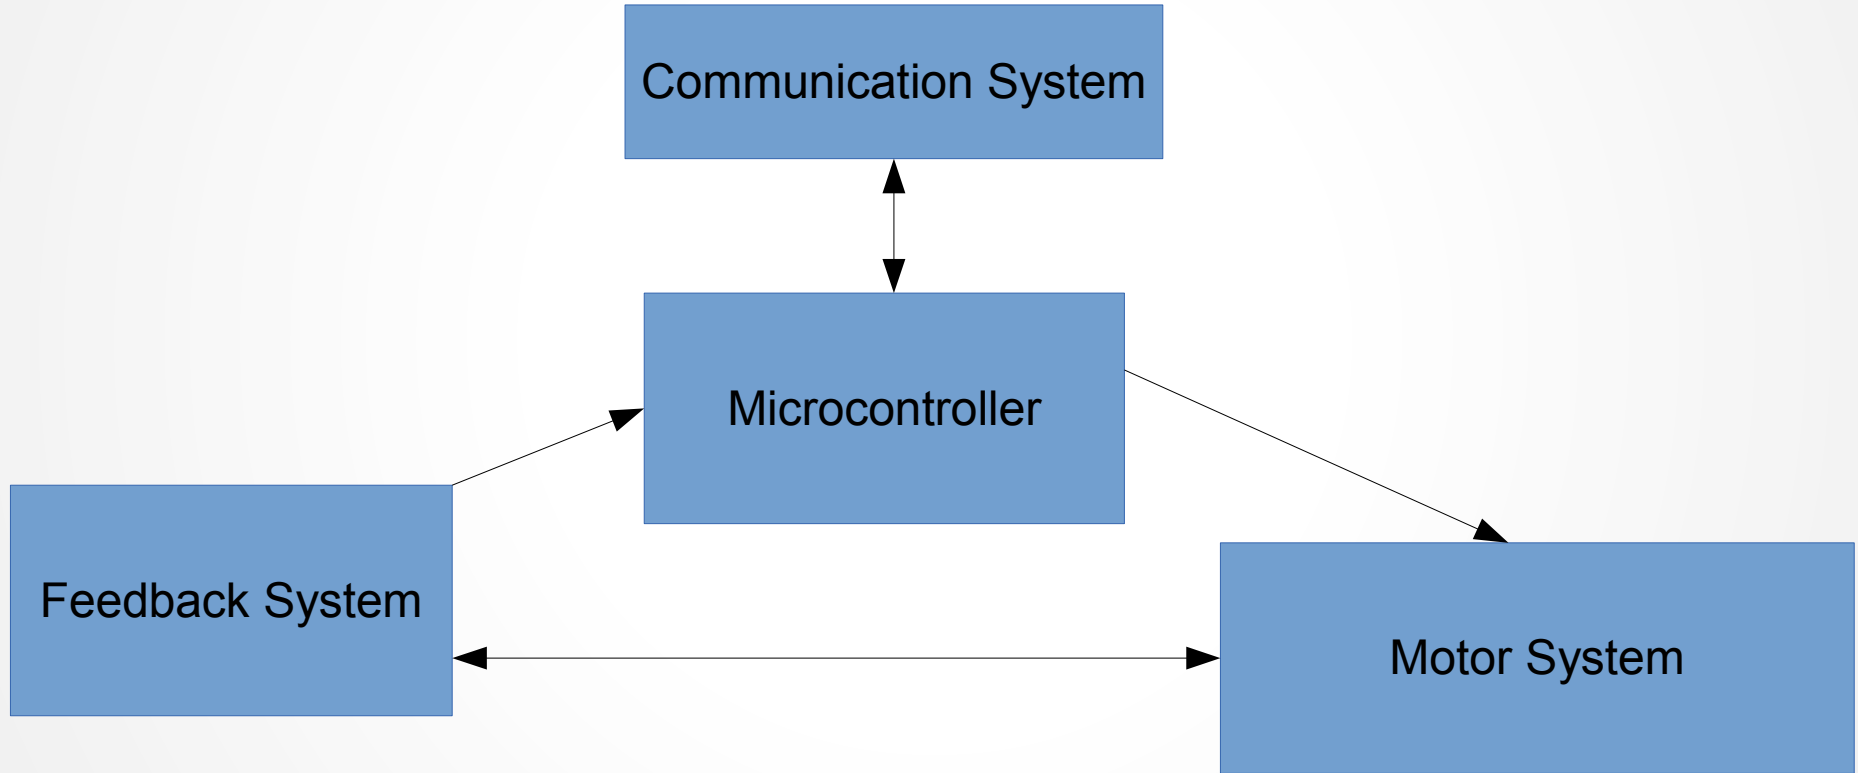 Communication System
Microcontroller
Feedback System
Motor System